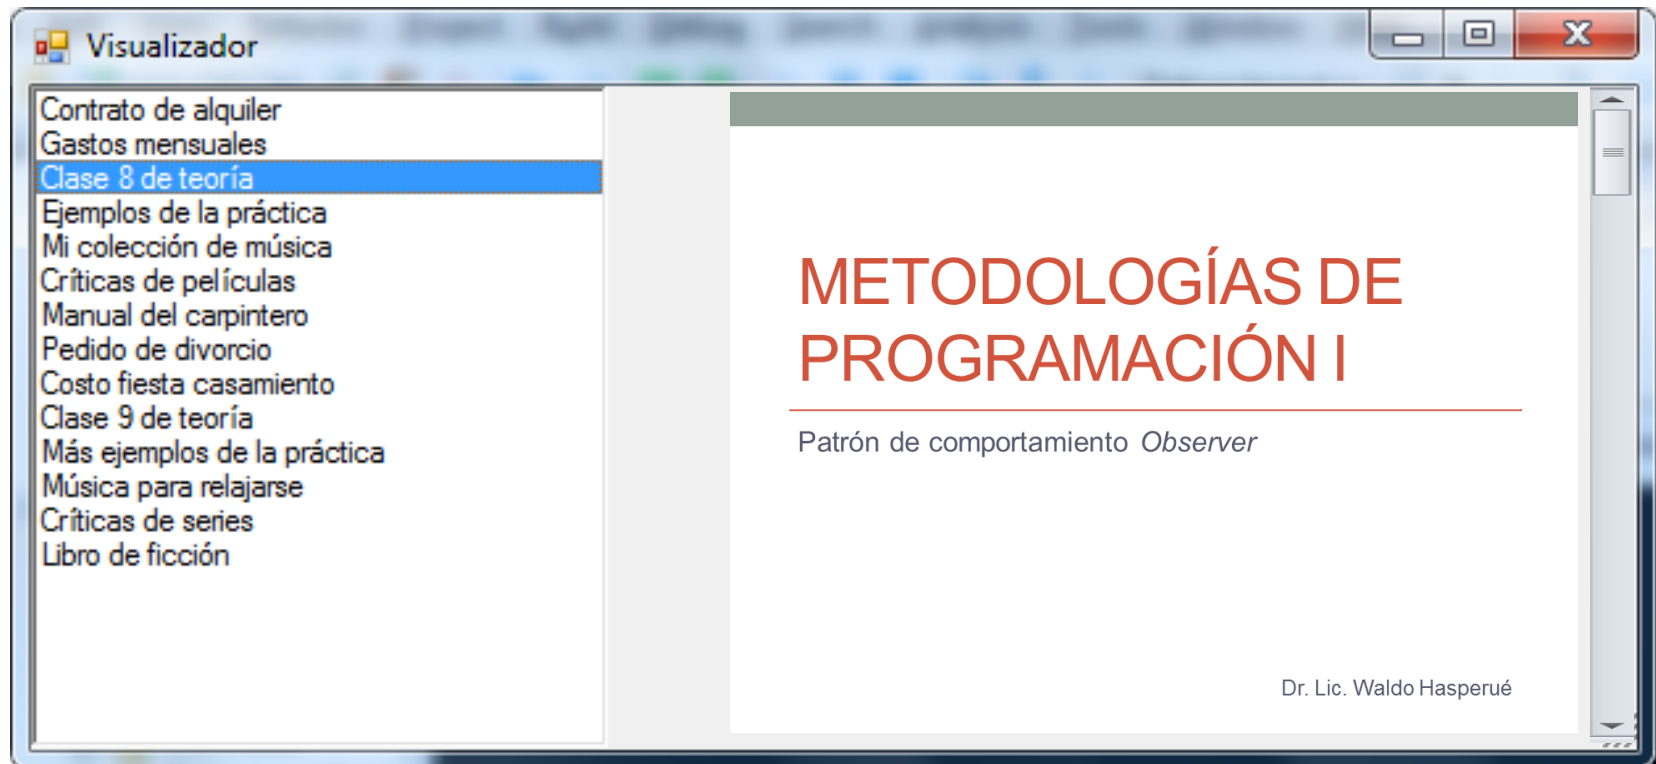 Visualizador
Contrato de alquiler
Gastos mensuales
Clase 8 de teoría
Ejemplos de la práctica
Mi colección de música
Críticas de películas
Manual del carpintero
Pedido de divorcio
Costo fiesta casamiento
Clase 9 de teoría
Más ejemplos de la práctica
Música para relajarse
Críticas de series
Libro de ficción
METODOLOGÍAS DE
PROGRAMACIÓN I
Patrón de comportamiento Observer
Dr. Lic. Waldo Hasperué